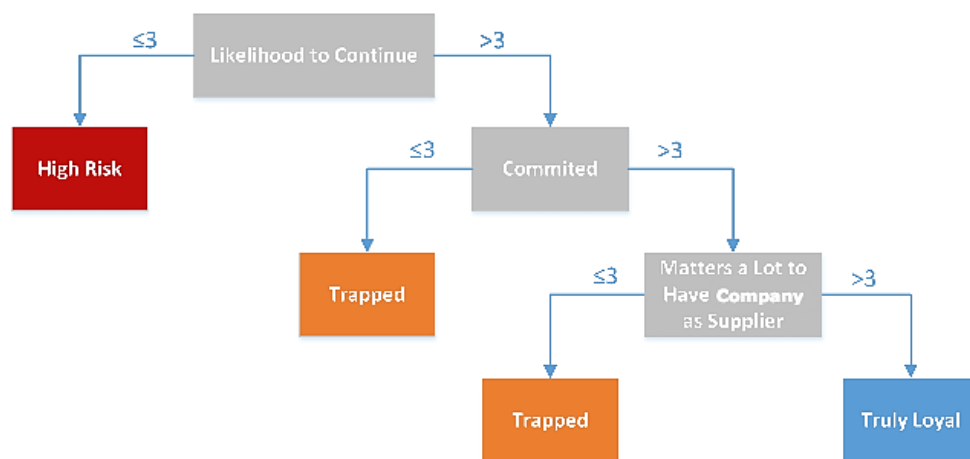 ≤3
Likelihood to Continue
>3
High Risk
≤3
Commited
>3
Trapped
≤3
Matters a Lot to
Have Company
as Supplier
>3
Trapped
Truly Loyal